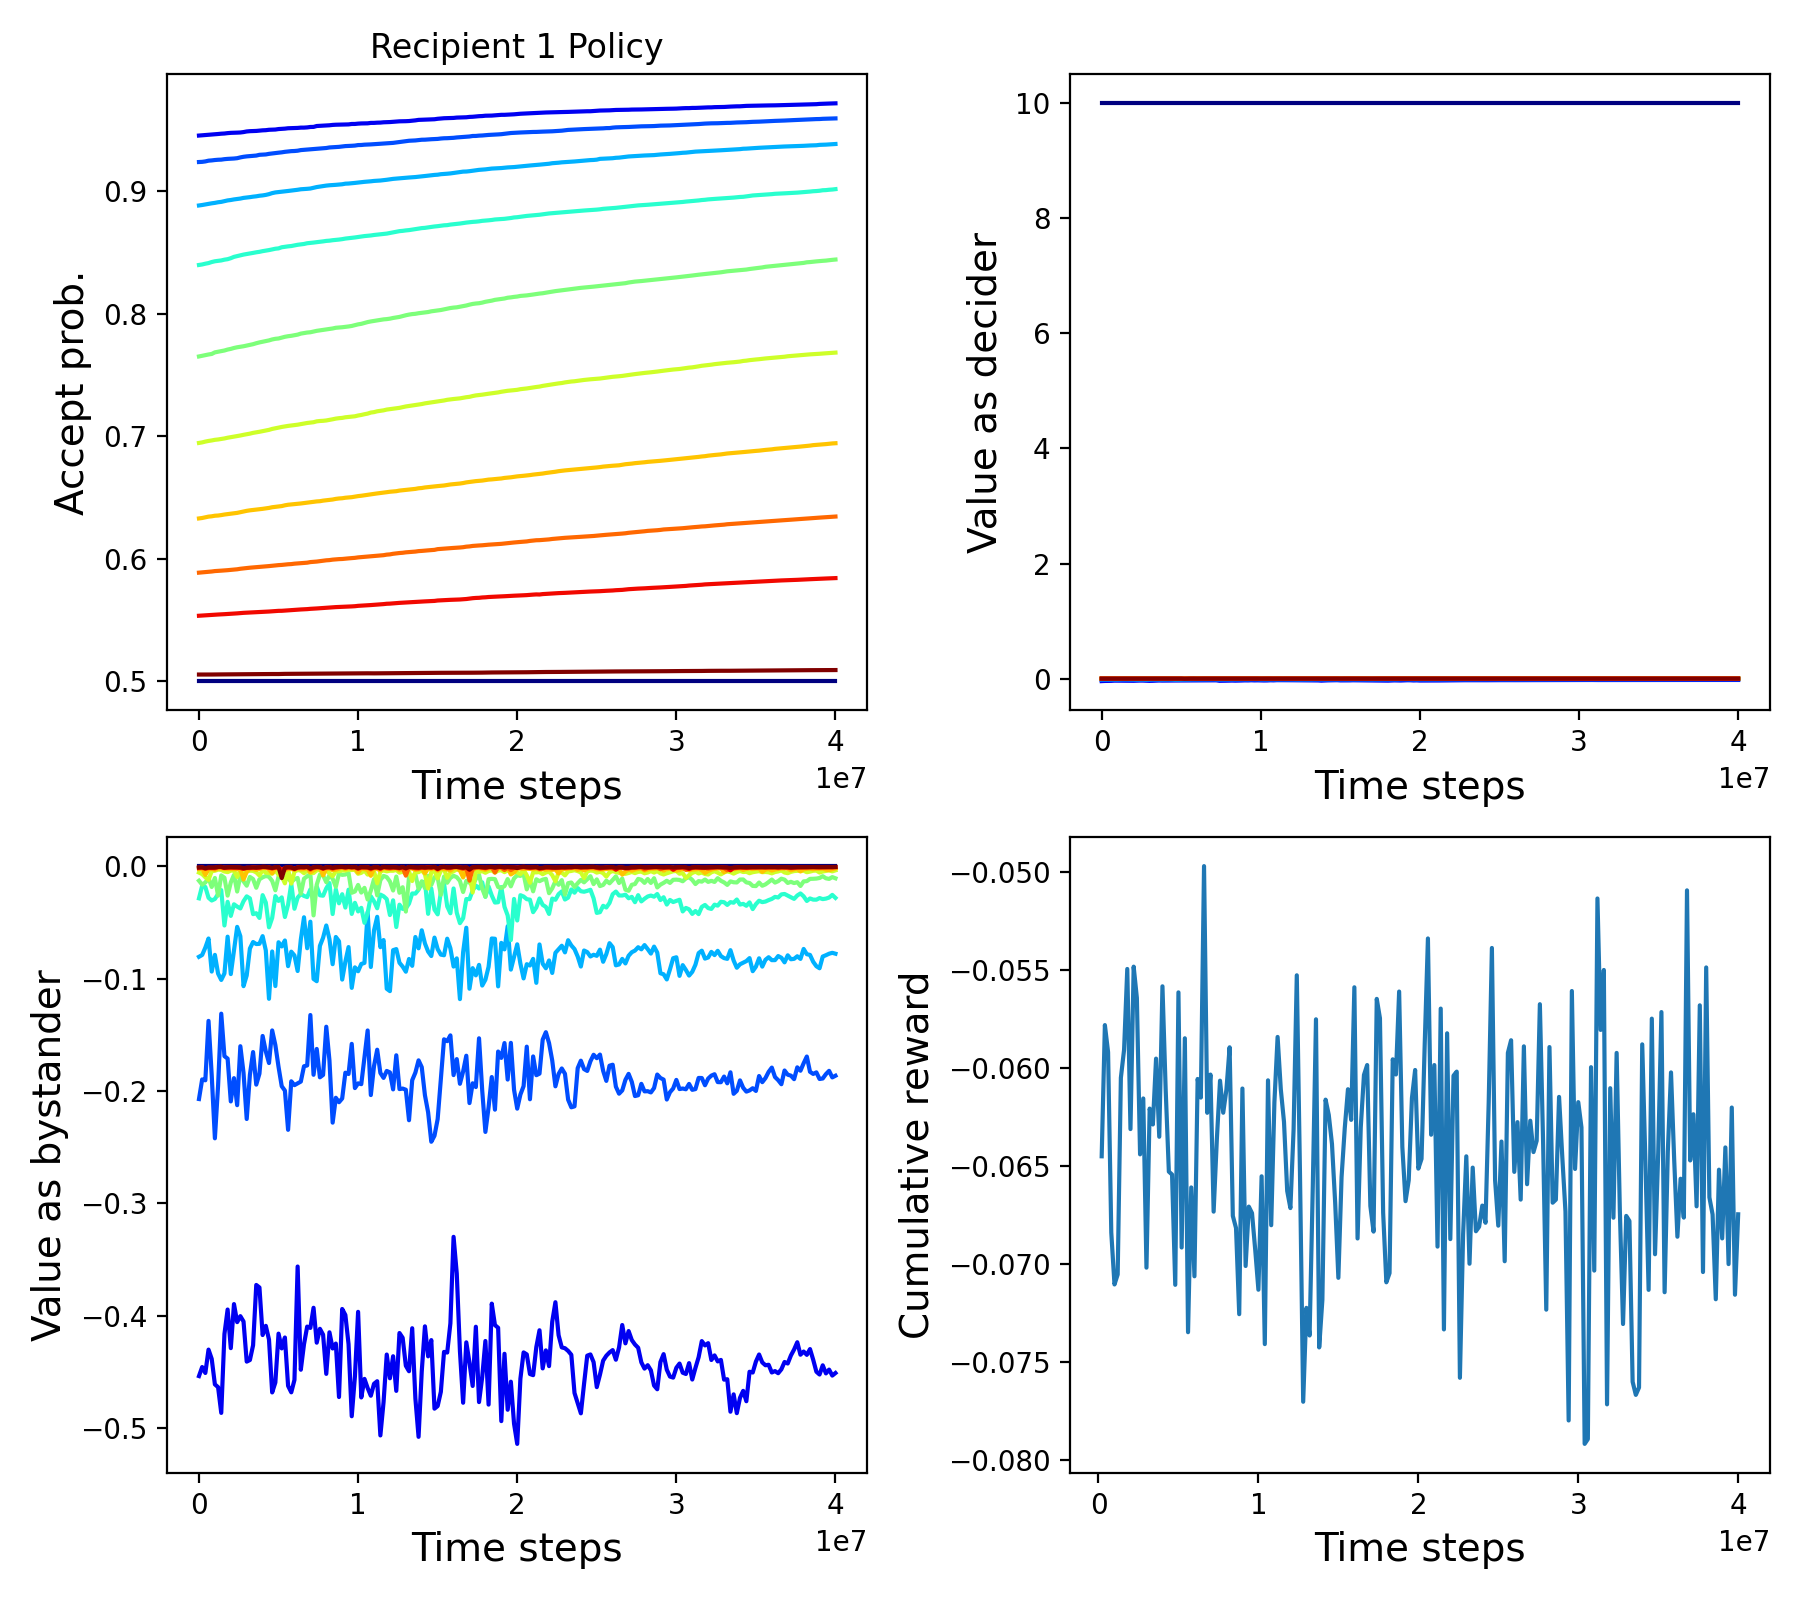 Recipient 1 Policy
Accept prob.
0.9
0.8
0.7
0.6
0.5
0 1 2 3 4
1e7
Time steps
Value as decider
10
8
6
4
2
0
0 1 2 3 4
1e7
Time steps
Value as bystander
0.0
−0.1
−0.2
−0.3
−0.4
−0.5
0 1 2 3 4
1e7
Time steps
Cumulative reward
−0.050
−0.055
−0.060
−0.065
−0.070
−0.075
−0.080
0 1 2 3 4
1e7
Time steps